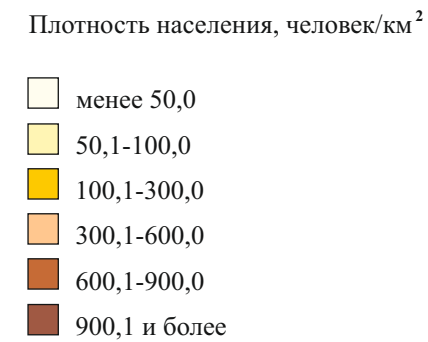 Плотность населения, человек/км²
менее 50,0
50,1-100,0
100,1-300,0
300,1-600,0
600,1-900,0
900,1 и более